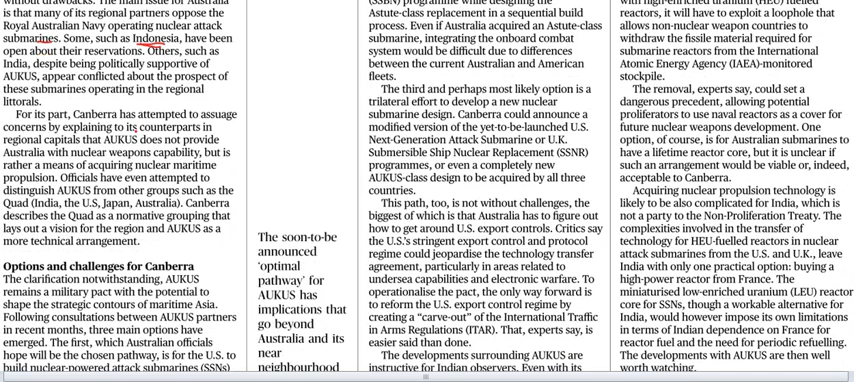 without drawbacks. The main issue for Australia
is that many of its regional partners oppose the
Royal Australian Navy operating nuclear attack
submarines. Some, such as Indonesia, have been
open about their reservations. Others, such as
India, despite being politically supportive of
AUKUS, appear conflicted about the prospect of
these submarines operating in the regional
littorals.
For its part, Canberra has attempted to assuage
concerns by explaining to its counterparts in
regional capitals that AUKUS does not provide
Australia with nuclear weapons capability, but is
rather a means of acquiring nuclear maritime
propulsion. Officials have even attempted to
distinguish AUKUS from other groups such as the
Quad (India, the U.S, Japan, Australia). Canberra
describes the Quad as a normative grouping that
lays out a vision for the region and AUKUS as a
more technical arrangement.
Options and challenges for Canberra
The clarification notwithstanding, AUKUS
remains a military pact with the potential to
shape the strategic contours of maritime Asia.
Following consultations between AUKUS partners
in recent months, three main options have
emerged. The first, which Australian officials
hope will be the chosen pathway, is for the U.S. to
build nuclear-powered attack submarines (SSNs)
The soon-to-be
announced
‘optimal
pathway’ for
AUKUS has
implications that
go beyond
Australia and its
near
neighbourhood
(SSBN) programme while designing the
Astute-class replacement in a sequential build
process. Even if Australia acquired an Astute-class
submarine, integrating the onboard combat
system would be difficult due to differences
between the current Australian and American
fleets.
The third and perhaps most likely option is a
trilateral effort to develop a new nuclear
submarine design. Canberra could announce a
modified version of the yet-to-be-launched U.S.
Next-Generation Attack Submarine or U.K.
Submersible Ship Nuclear Replacement (SSNR)
programmes, or even a completely new
AUKUS-class design to be acquired by all three
countries.
This path, too, is not without challenges, the
biggest of which is that Australia has to figure out
how to get around U.S. export controls. Critics say
the U.S.’s stringent export control and protocol
regime could jeopardise the technology transfer
agreement, particularly in areas related to
undersea capabilities and electronic warfare. To
operationalise the pact, the only way forward is
to reform the U.S. export control regime by
creating a “carve-out” of the International Traffic
in Arms Regulations (ITAR). That, experts say, is
easier said than done.
The developments surrounding AUKUS are
instructive for Indian observers. Even with its
with high-enriched uranium (HEU) fuelled
reactors, it will have to exploit a loophole that
allows non-nuclear weapon countries to
withdraw the fissile material required for
submarine reactors from the International
Atomic Energy Agency (IAEA)-monitored
stockpile.
The removal, experts say, could set a
dangerous precedent, allowing potential
proliferators to use naval reactors as a cover for
future nuclear weapons development. One
option, of course, is for Australian submarines to
have a lifetime reactor core, but it is unclear if
such an arrangement would be viable or, indeed,
acceptable to Canberra.
Acquiring nuclear propulsion technology is
likely to be also complicated for India, which is
not a party to the Non-Proliferation Treaty. The
complexities involved in the transfer of
technology for HEU-fuelled reactors in nuclear
attack submarines from the U.S. and U.K., leave
India with only one practical option: buying a
high-power reactor from France. The
miniaturised low-enriched uranium (LEU) reactor
core for SSNs, though a workable alternative for
India, would however impose its own limitations
in terms of Indian dependence on France for
reactor fuel and the need for periodic refuelling.
The developments with AUKUS are then well
worth watching.